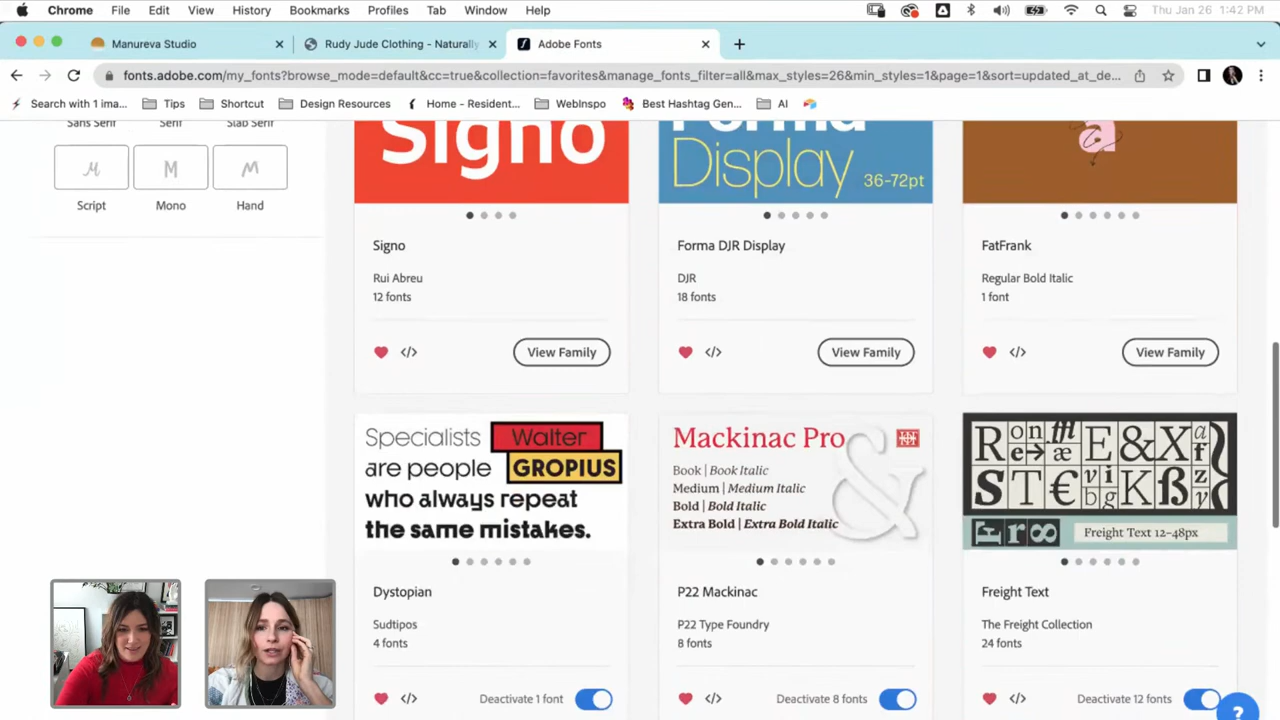 Chrome File Edit View History Bookmarks Profiles Tab Window Help Thu Jan 26 1:42 PM
Manureva Studio
Rudy Jude Clothing - Naturally
Adobe Fonts
fonts.adobe.com/my_fonts?browse_mode=default&cc=true&collection=favorites&manage_fonts_filter=all&max_styles=26&min_styles=1&page=1&sort=updated_at_de...
Search with 1 ima... Tips Shortcut Design Resources Home - Resident... WebInspo Best Hashtag Gen... AI
Sans Serif Serif Slab Serif
Script Mono Hand
Signo
Forma
Display 36-72pt
a
Signo
Rui Abreu
12 fonts
</> View Family
Forma DJR Display
DJR
18 fonts
</> View Family
FatFrank
Regular Bold Italic
1 font
</> View Family
Specialists Walter
are people GROPIUS
who always repeat
the same mistakes.
Dystopian
Sudtipos
4 fonts
</> Deactivate 1 font
Mackinac Pro
Book | Book Italic
Medium | Medium Italic
Bold | Bold Italic
Extra Bold | Extra Bold Italic
&
P22 Mackinac
P22 Type Foundry
8 fonts
</> Deactivate 8 fonts
Freight Text 12-48px
Freight Text
The Freight Collection
24 fonts
</> Deactivate 12 fonts
?